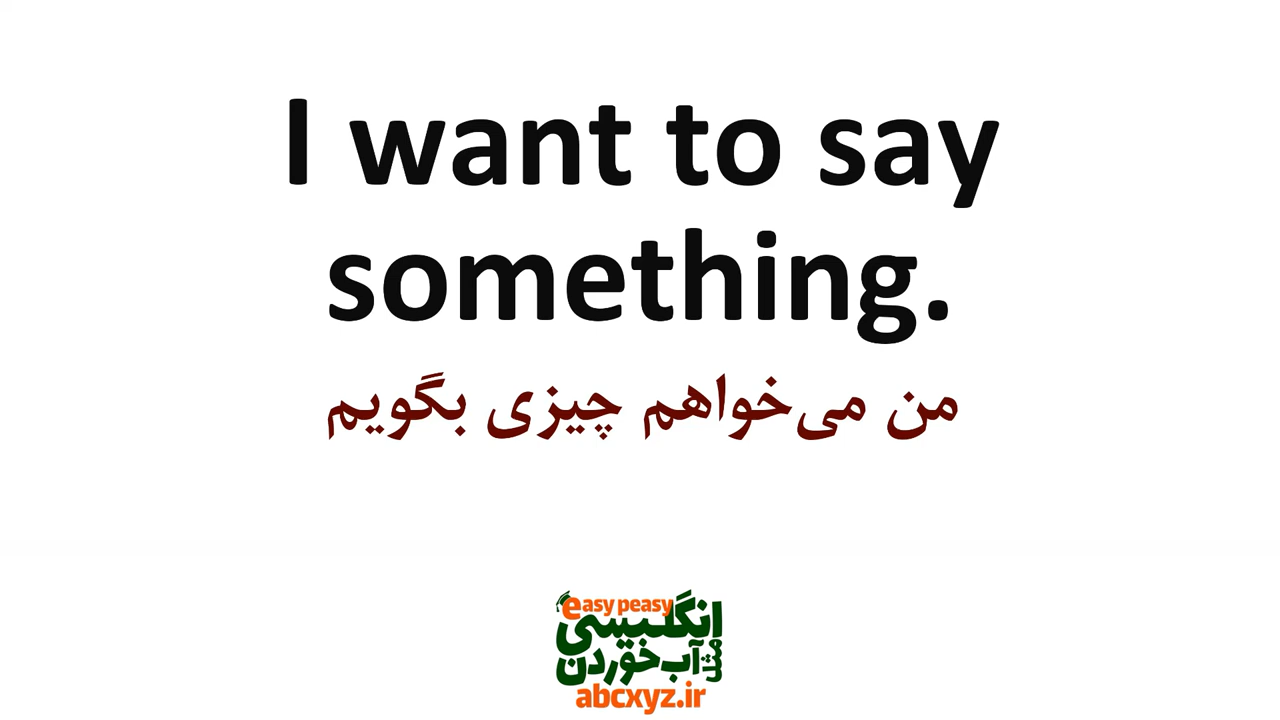 I want to say
something.
من می‌خواهم چیزی بگویم
easy peasy
انگلیسی
مثل آب خوردن
abcxyz.ir